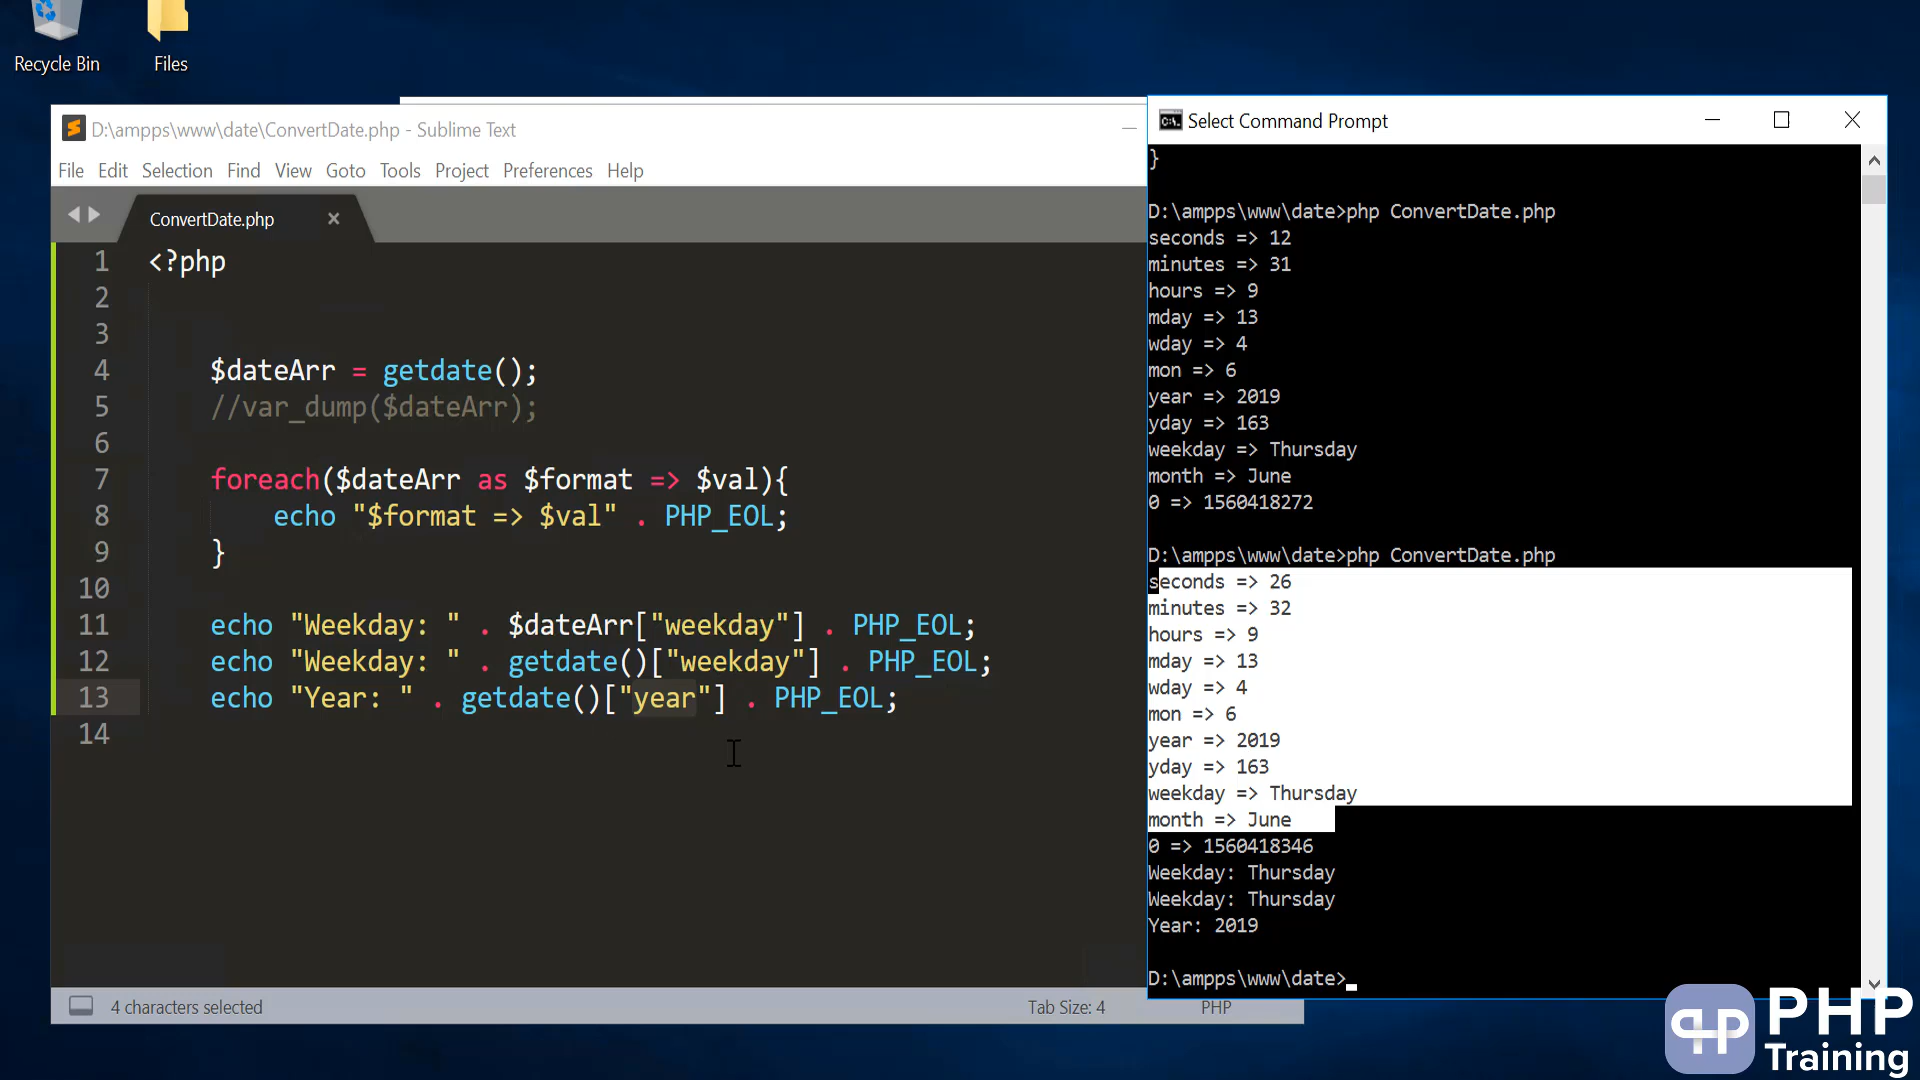 Recycle Bin
Files
D:\ampps\www\date\ConvertDate.php - Sublime Text
File Edit Selection Find View Goto Tools Project Preferences Help
ConvertDate.php ×
1 <?php
2
3
4 $dateArr = getdate();
5 //var_dump($dateArr);
6
7 foreach($dateArr as $format => $val){
8 echo "$format => $val" . PHP_EOL;
9 }
10
11 echo "Weekday: " . $dateArr["weekday"] . PHP_EOL;
12 echo "Weekday: " . getdate()["weekday"] . PHP_EOL;
13 echo "Year: " . getdate()["year"] . PHP_EOL;
14
4 characters selected
Tab Size: 4
PHP
C:\.
Select Command Prompt
}
D:\ampps\www\date>php ConvertDate.php
seconds => 12
minutes => 31
hours => 9
mday => 13
wday => 4
mon => 6
year => 2019
yday => 163
weekday => Thursday
month => June
0 => 1560418272
D:\ampps\www\date>php ConvertDate.php
seconds => 26
minutes => 32
hours => 9
mday => 13
wday => 4
mon => 6
year => 2019
yday => 163
weekday => Thursday
month => June
0 => 1560418346
Weekday: Thursday
Weekday: Thursday
Year: 2019
D:\ampps\www\date>
php
PHP
Training